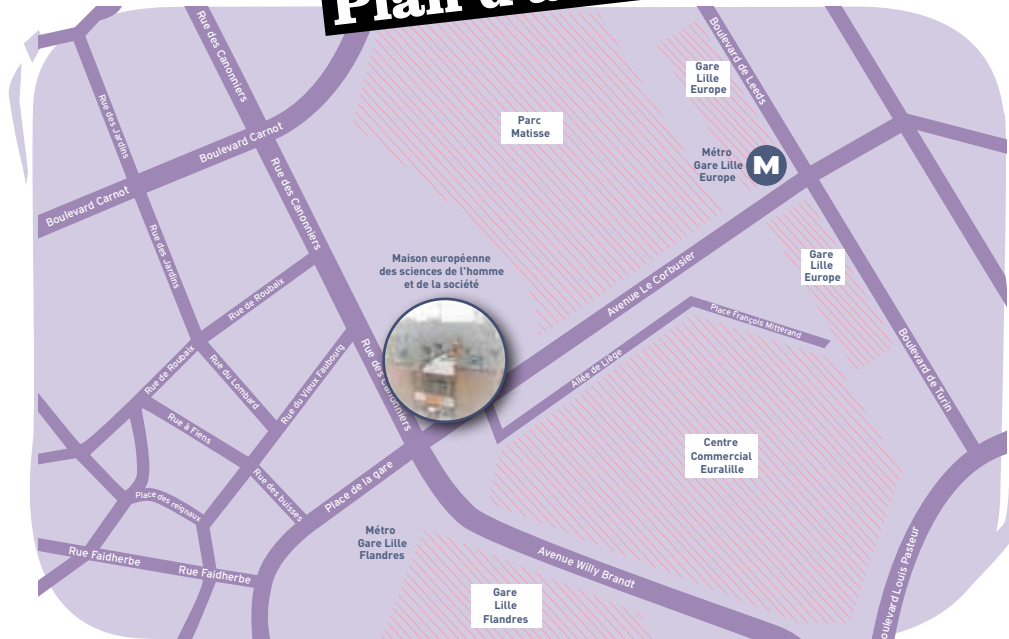 Plan d'a
Rue des Canonniers
Boulevard de Leeds
Gare
Lille
Europe
Rue des Jardins
Parc
Matisse
Boulevard Carnot
Métro
Gare Lille
Europe
M
Boulevard Carnot
Rue des Canonniers
Rue des Jardins
Maison européenne
des sciences de l'homme
et de la société
Gare
Lille
Europe
Avenue Le Corbusier
Rue de Roubaix
Place François Mitterand
Rue de Roubaix
Rue du Lombard
Rue du Vieux Faubourg
Rue des Canonniers
Allée de Liège
Boulevard de Turin
Rue à Fiens
Centre
Commercial
Euralille
Place des reignaux
Rue des buisses
Place de la gare
Métro
Gare Lille
Flandres
Rue Faidherbe
Rue Faidherbe
Avenue Willy Brandt
oulevard Louis Pasteur
Gare
Lille
Flandres